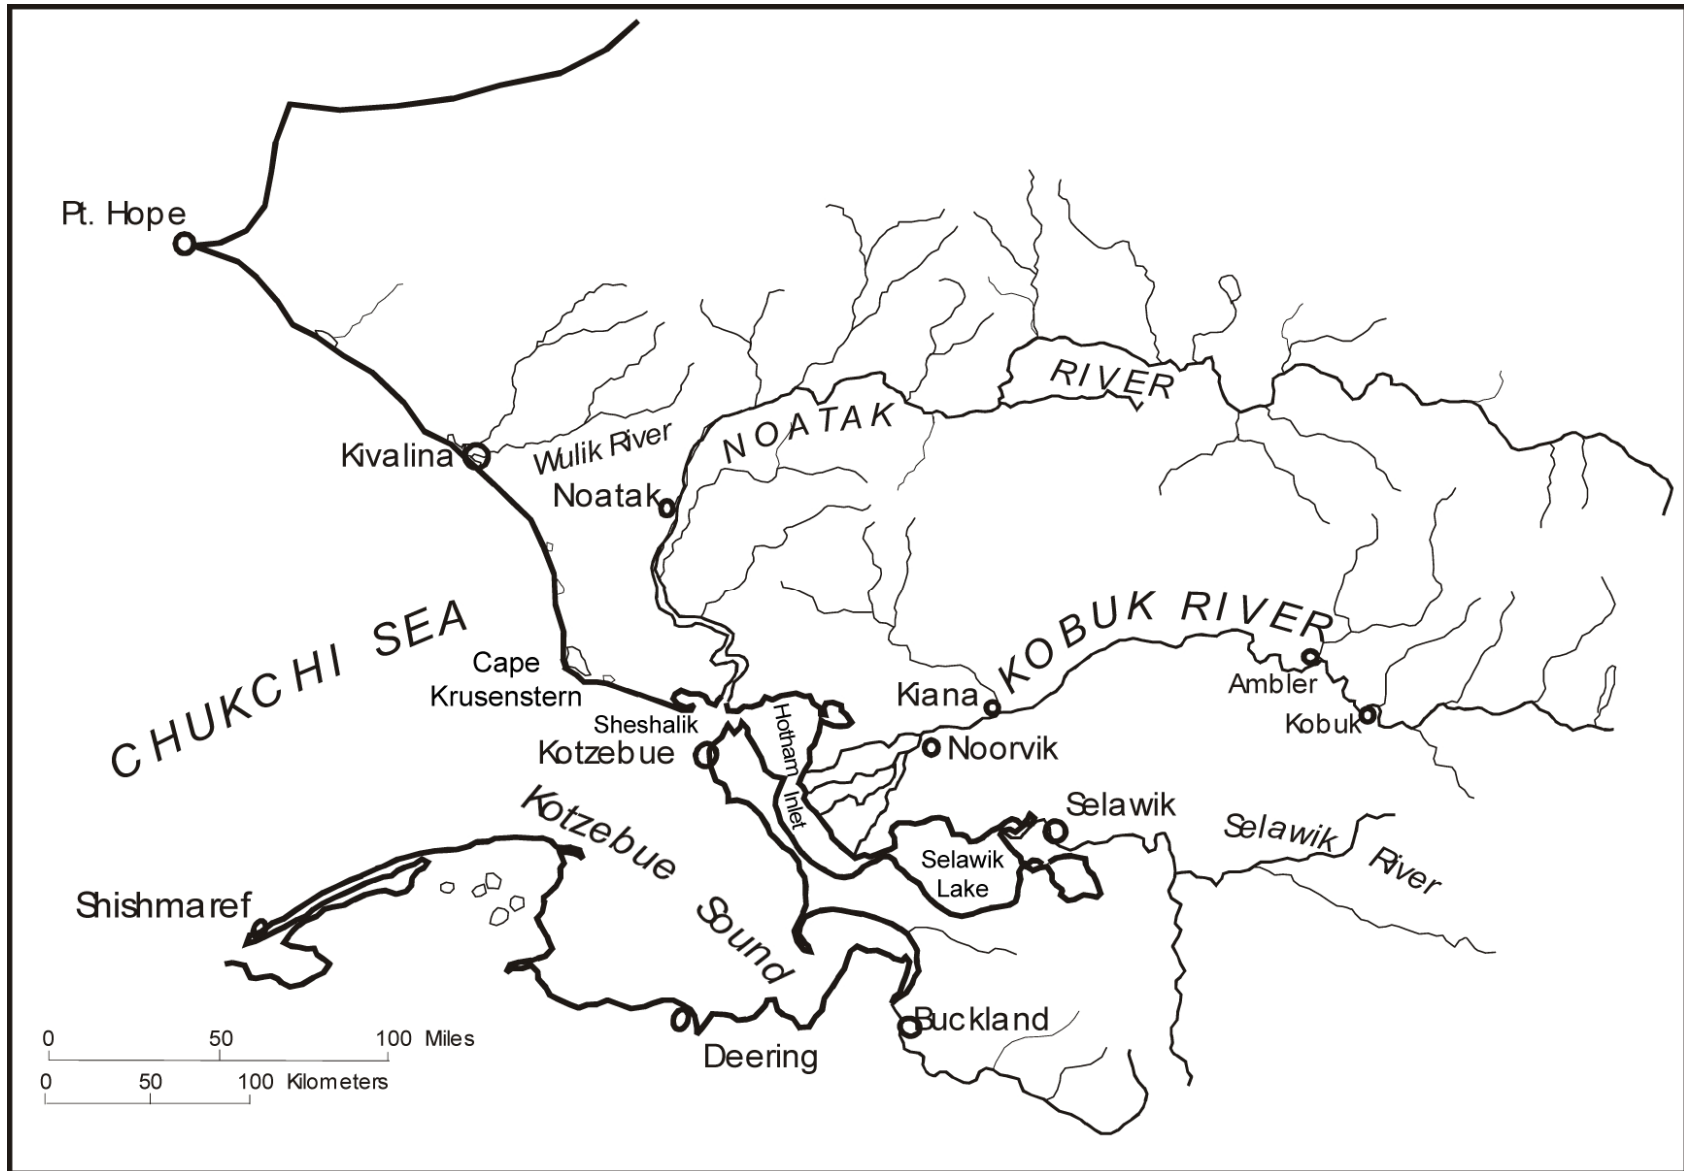 Pt. Hope
RIVER
NOATAK
Kivalina
Wulik River
Noatak
CHUKCHI SEA
KOBUK RIVER
Cape
Krusenstern
Kiana
Ambler
Sheshalik
Hotham
Kobuk
Kotzebue
Noorvik
Inlet
Kotzebue
Selawik
Selawik
River
Selawik
Lake
Shishmaref
Sound
Buckland
Deering
0 50 100 Miles
0 50 100 Kilometers